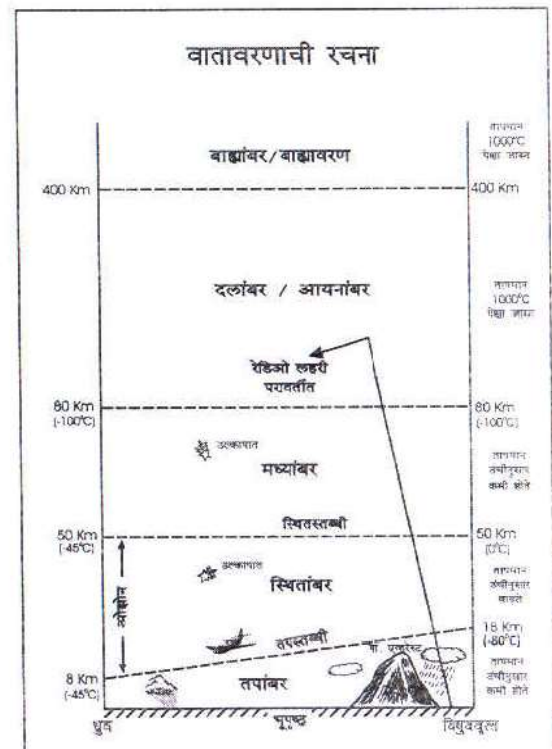 वातावरणाची रचना
बाह्यांबर/बाह्यावरण
तापमान
1000°C
पेक्षा जास्त
400 Km
400 Km
दलांबर / आयनांबर
तापमान
1000°C
पेक्षा जास्त
रेडिओ लहरी
परावर्तीत
80 Km
(-100°C)
80 Km
(-100°C)
उल्कापात
मध्यांबर
तापमान
उंचीनुसार
कमी होते
स्थितस्तब्धी
50 Km
(-45°C)
50 Km
(0°C)
उल्कापात
स्थितांबर
ओझोन
तापमान
उंचीनुसार
वाढते
तपस्तब्धी
18 Km
(-80°C)
मा. एव्हरेस्ट
8 Km
(-45°C)
तपांबर
तापमान
उंचीनुसार
कमी होते
ध्रुव
भूपृष्ठ
विषुववृत्त